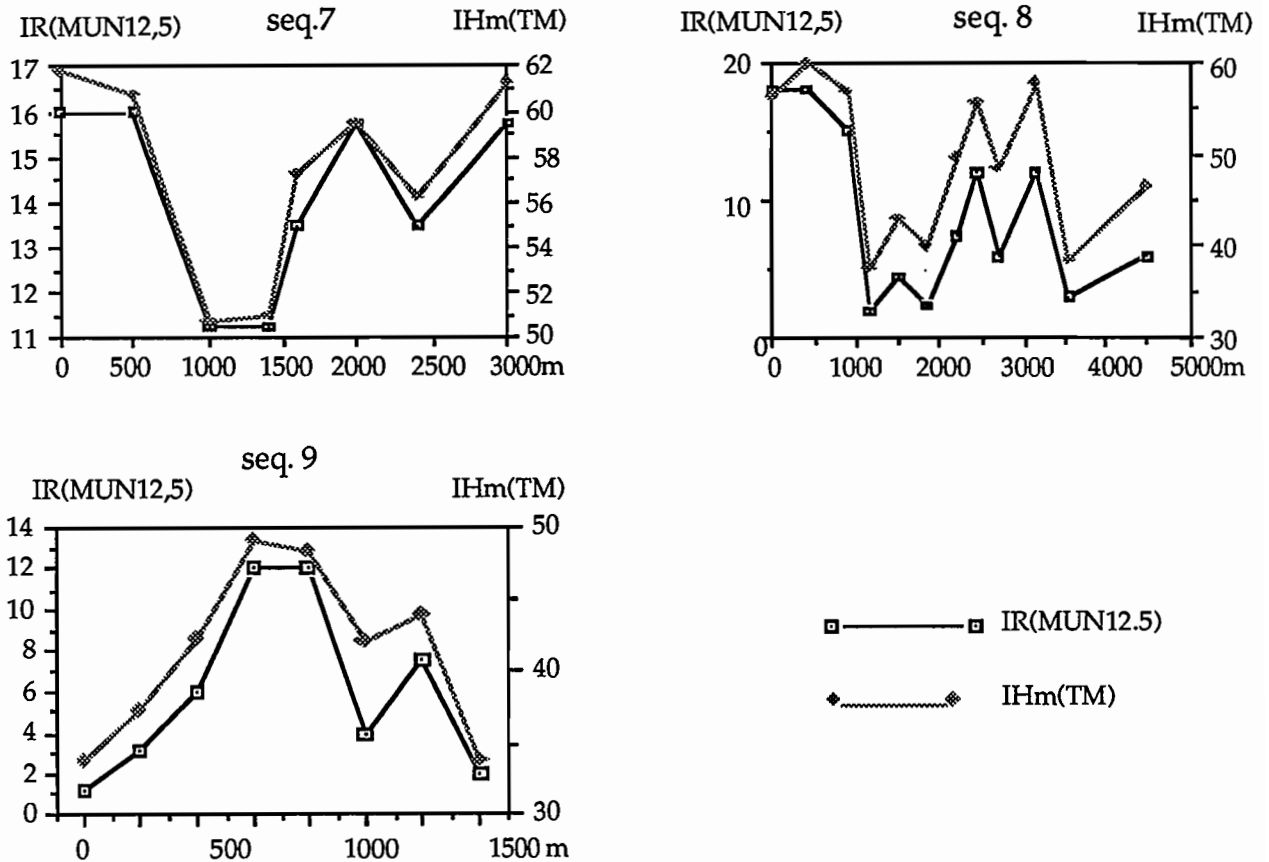 IR(MUN12,5) seq.7 IHm(TM)
17 62
16 60
15 58
14 56
13 54
12 52
11 50
0 500 1000 1500 2000 2500 3000m
IR(MUN12,5) seq. 8 IHm(TM)
20 60
50
10
40
0 30
0 1000 2000 3000 4000 5000m
seq. 9
IR(MUN12,5) IHm(TM)
14 50
12
10
8
40
6
4
2
0 30
0 500 1000 1500 m
IR(MUN12.5)
IHm(TM)